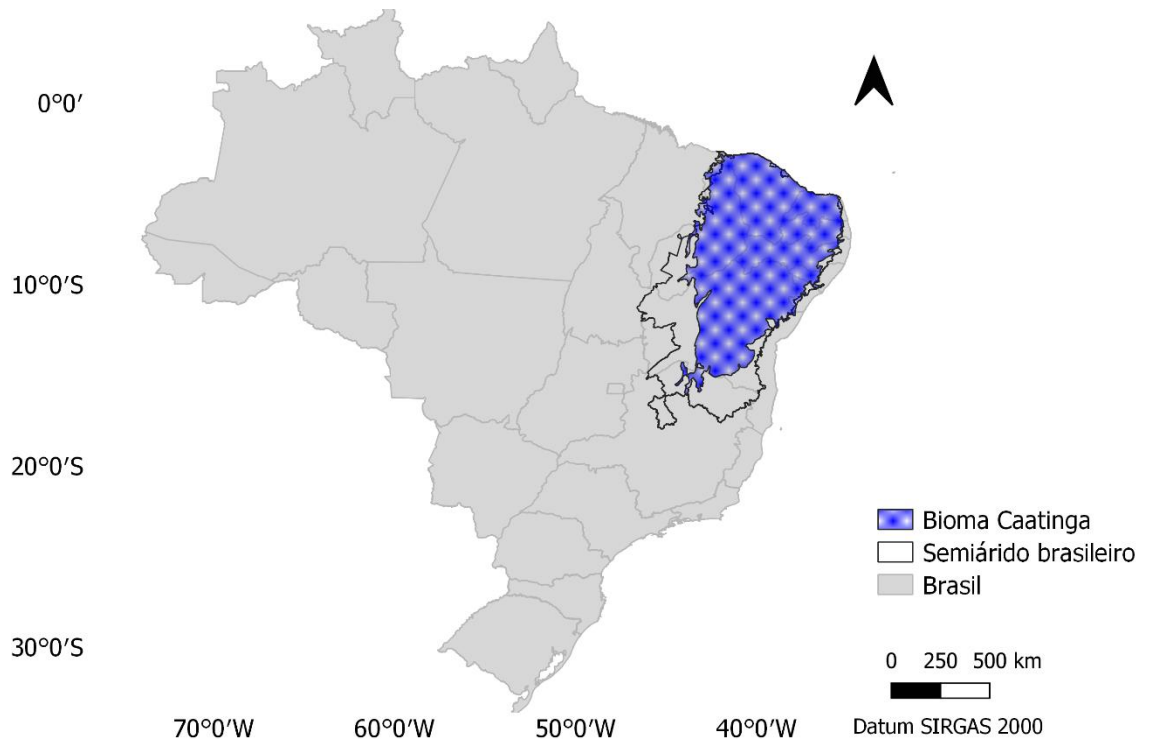 0°0′
10°0′S
20°0′S
30°0′S
Bioma Caatinga
Semiárido brasileiro
Brasil
0 250 500 km
70°0′W 60°0′W 50°0′W 40°0′W
Datum SIRGAS 2000